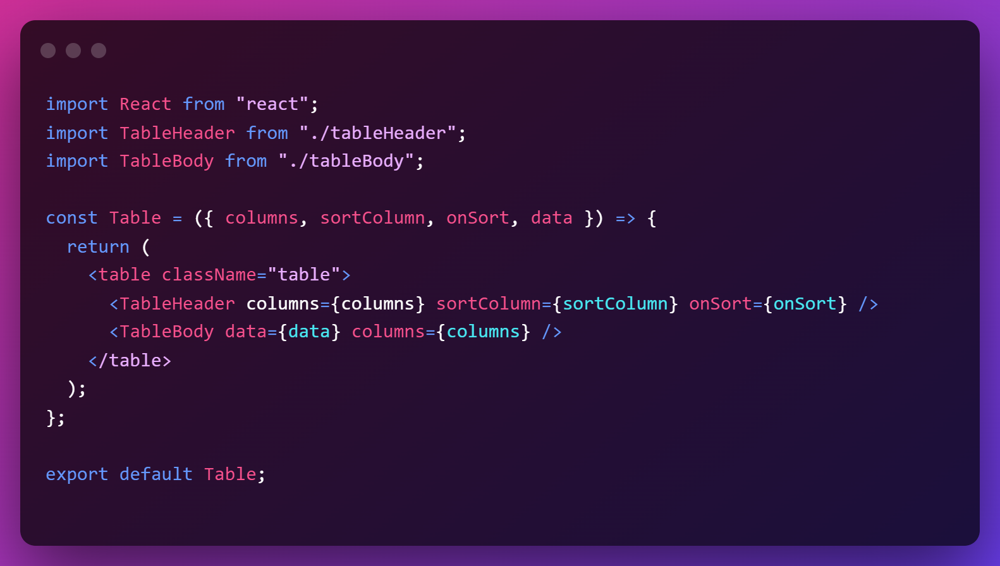 import React from "react";
import TableHeader from "./tableHeader";
import TableBody from "./tableBody";

const Table = ({ columns, sortColumn, onSort, data }) => {
  return (
    <table className="table">
      <TableHeader columns={columns} sortColumn={sortColumn} onSort={onSort} />
      <TableBody data={data} columns={columns} />
    </table>
  );
};

export default Table;